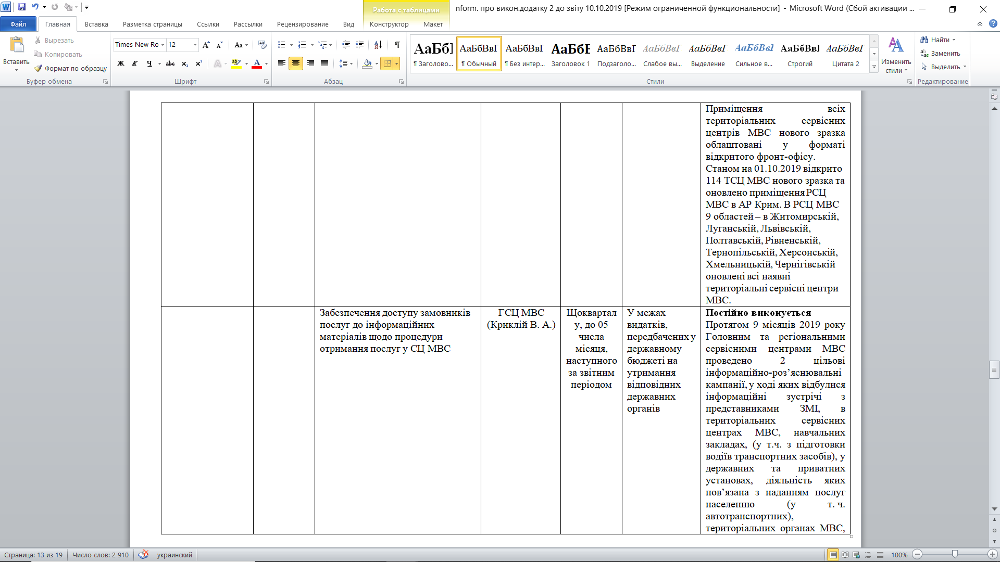 Работа с таблицами
nform. про викон.додатку 2 до звіту 10.10.2019 [Режим ограниченной функциональности] - Microsoft Word (Сбой активации ...
Файл
Главная
Вставка
Разметка страницы
Ссылки
Рассылки
Рецензирование
Вид
Конструктор
Макет
Вставить
Вырезать
Копировать
Формат по образцу
Буфер обмена
Times New Ro
12
Шрифт
Абзац
АаБбІ
АаБбВвГ
АаБбВвГ
АаБбЕ
АаБбВвГ
АаБбВвГ
АаБбВвГ
АаБбВвІ
АаБбВвІ
АаБбВвГ
¶ Заголово...
¶ Обычный
¶ Без интер...
Заголовок 1
Подзаголо...
Слабое вы...
Выделение
Сильное в...
Строгий
Цитата 2
Стили
Изменить
стили
Найти
Заменить
Выделить
Редактирование
Приміщення всіх
територіальних сервісних
центрів МВС нового зразка
облаштовані у форматі
відкритого фронт-офісу.
Станом на 01.10.2019 відкрито
114 ТСЦ МВС нового зразка та
оновлено приміщення РСЦ
МВС в АР Крим. В РСЦ МВС
9 областей – в Житомирській,
Луганській, Львівській,
Полтавській, Рівненській,
Тернопільській, Херсонській,
Хмельницькій, Чернігівській
оновлені всі наявні
територіальні сервісні центри
МВС.
Забезпечення доступу замовників
послуг до інформаційних
матеріалів щодо процедури
отримання послуг у СЦ МВС
ГСЦ МВС
(Криклій В. А.)
Щоквартал
у, до 05
числа
місяця,
наступного
за звітним
періодом
У межах
видатків,
передбачених у
державному
бюджеті на
утримання
відповідних
державних
органів
Постійно виконується
Протягом 9 місяців 2019 року
Головним та регіональними
сервісними центрами МВС
проведено 2 цільові
інформаційно-роз’яснювальні
кампанії, у ході яких відбулися
інформаційні зустрічі з
представниками ЗМІ, в
територіальних сервісних
центрах МВС, навчальних
закладах, (у т.ч. з підготовки
водіїв транспортних засобів), у
державних та приватних
установах, діяльність яких
пов’язана з наданням послуг
населенню (у т. ч.
автотранспортних),
територіальних органах МВС,
Страница: 13 из 19
Число слов: 2 910
украинский
100%